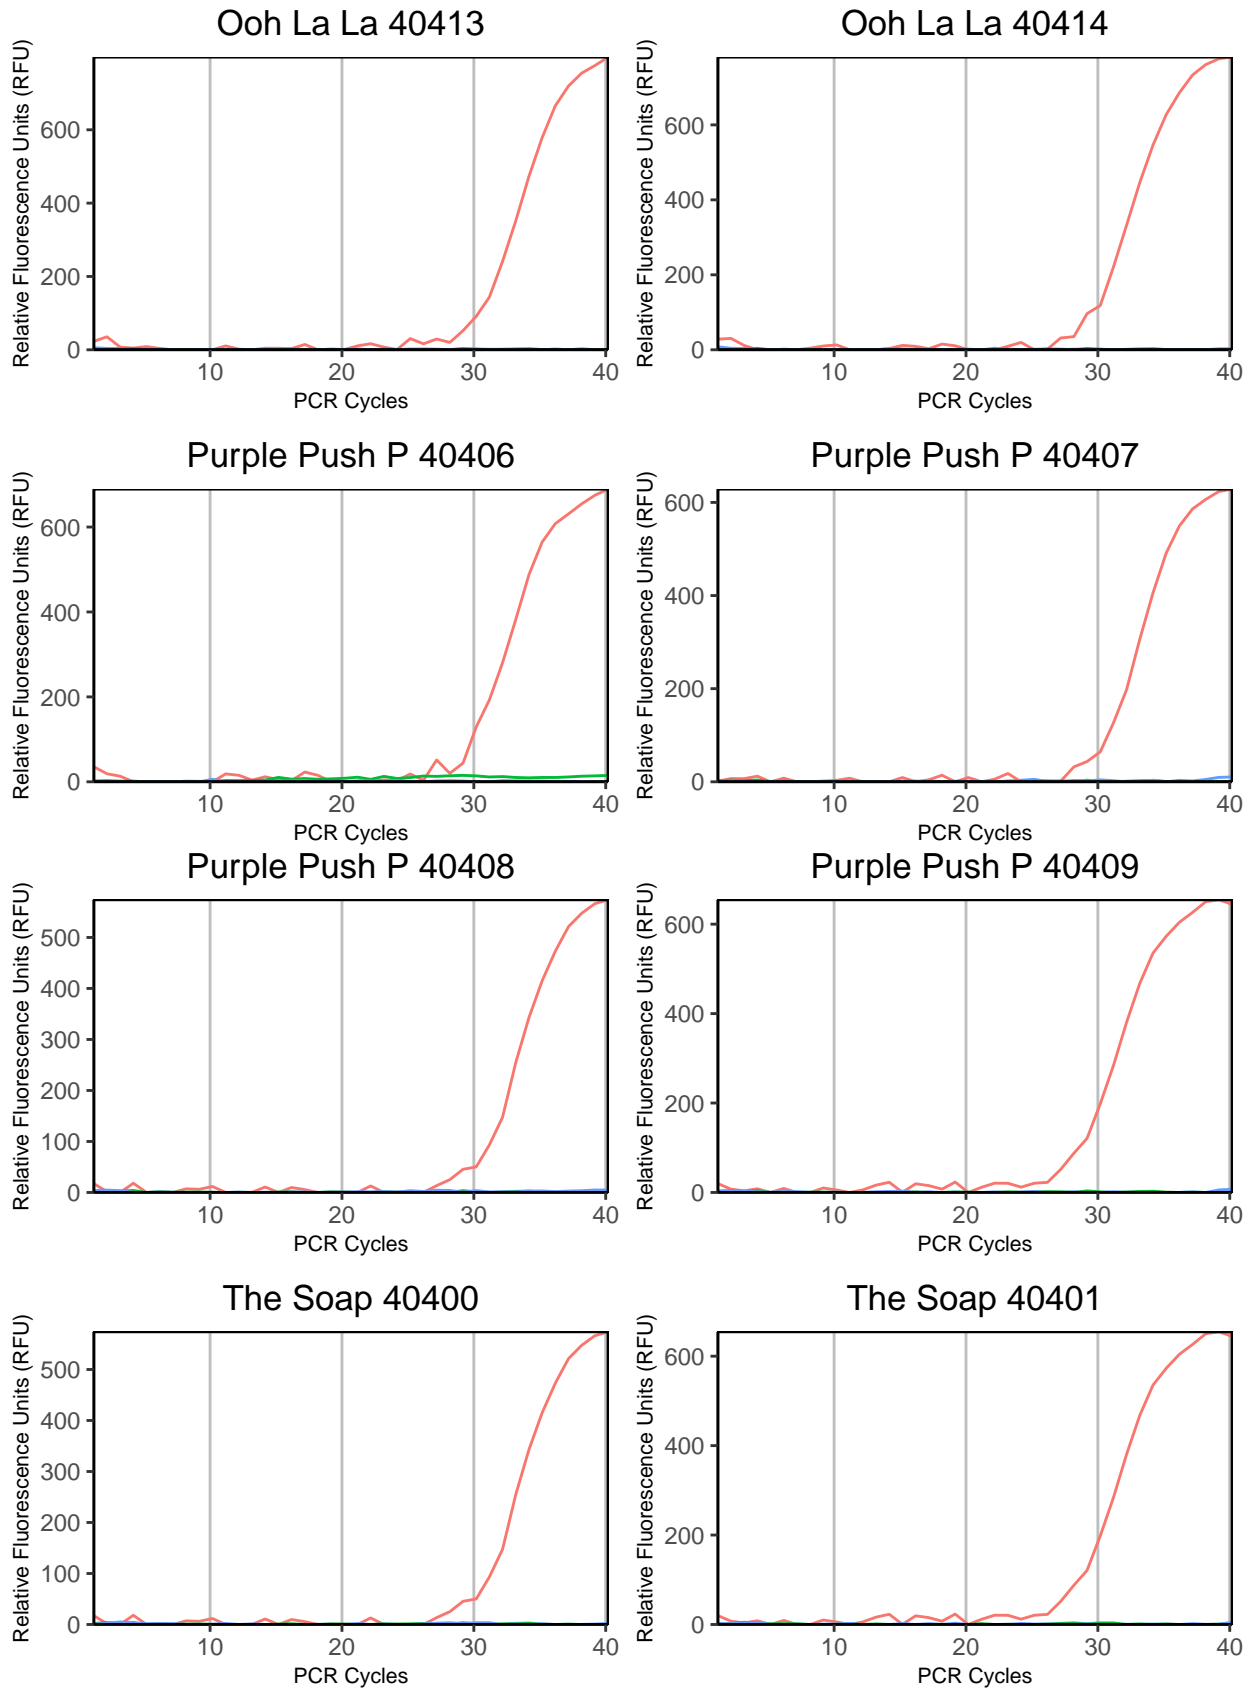 Ooh La La 40413
Relative Fluorescence Units (RFU)
600
400
200
0
10 20 30 40
PCR Cycles
Ooh La La 40414
Relative Fluorescence Units (RFU)
600
400
200
0
10 20 30 40
PCR Cycles
Purple Push P 40406
Relative Fluorescence Units (RFU)
600
400
200
0
10 20 30 40
PCR Cycles
Purple Push P 40407
Relative Fluorescence Units (RFU)
600
400
200
0
10 20 30 40
PCR Cycles
Purple Push P 40408
Relative Fluorescence Units (RFU)
500
400
300
200
100
0
10 20 30 40
PCR Cycles
Purple Push P 40409
Relative Fluorescence Units (RFU)
600
400
200
0
10 20 30 40
PCR Cycles
The Soap 40400
Relative Fluorescence Units (RFU)
500
400
300
200
100
0
10 20 30 40
PCR Cycles
The Soap 40401
Relative Fluorescence Units (RFU)
600
400
200
0
10 20 30 40
PCR Cycles